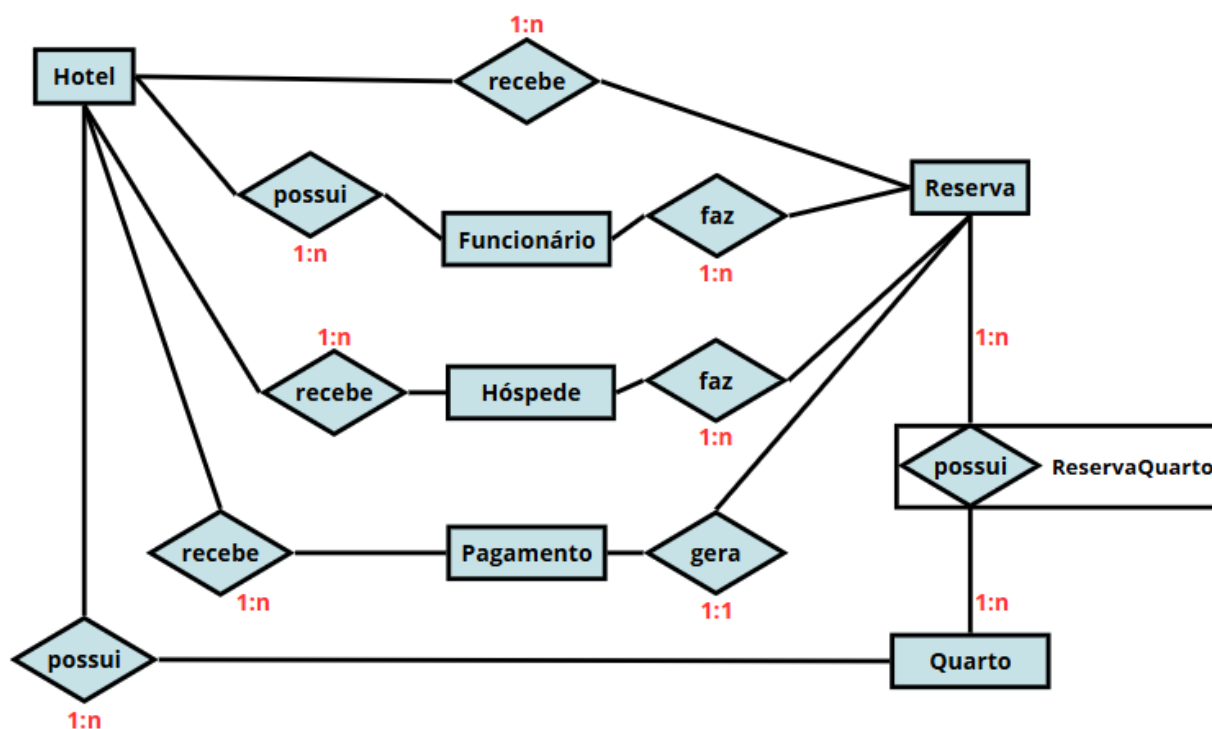 1:n
Hotel
recebe
possui
Reserva
faz
Funcionário
1:n
1:n
1:n
1:n
recebe
Hóspede
faz
1:n
possui
ReservaQuarto
recebe
Pagamento
gera
1:n
1:1
1:n
possui
Quarto
1:n